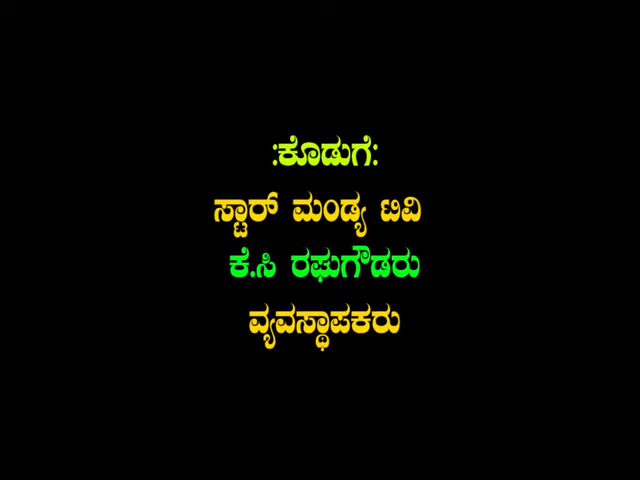 :ಕೊಡುಗೆ:
ಸ್ಟಾರ್ ಮಂಡ್ಯ ಟಿವಿ
ಕೆ.ಸಿ ರಘುಗೌಡರು
ವ್ಯವಸ್ಥಾಪಕರು